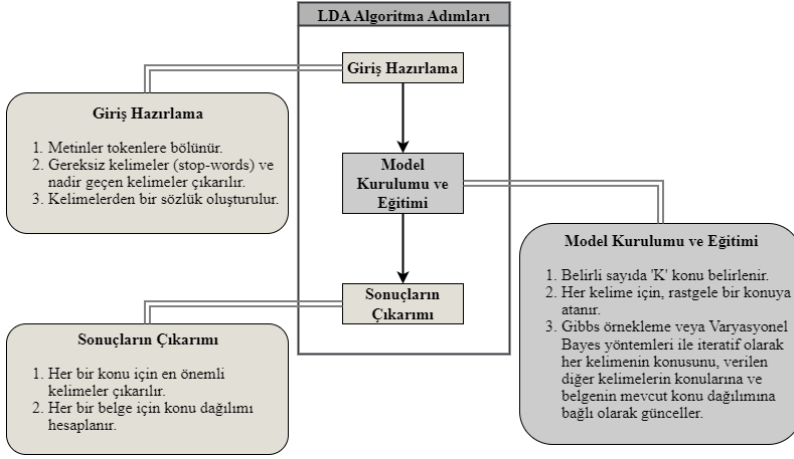 LDA Algoritma Adımları
Giriş Hazırlama
Giriş Hazırlama
1. Metinler tokenlere bölünür.
2. Gereksiz kelimeler (stop-words) ve
nadir geçen kelimeler çıkarılır.
3. Kelimelerden bir sözlük oluşturulur.
Model
Kurulumu ve
Eğitimi
Model Kurulumu ve Eğitimi
1. Belirli sayıda 'K' konu belirlenir.
2. Her kelime için, rastgele bir konuya
atanır.
3. Gibbs örnekleme veya Varyasyonel
Bayes yöntemleri ile iteratif olarak
her kelimenin konusunu, verilen
diğer kelimelerin konularına ve
belgenin mevcut konu dağılımına
bağlı olarak günceller.
Sonuçların
Çıkarımı
Sonuçların Çıkarımı
1. Her bir konu için en önemli
kelimeler çıkarılır.
2. Her bir belge için konu dağılımı
hesaplanır.